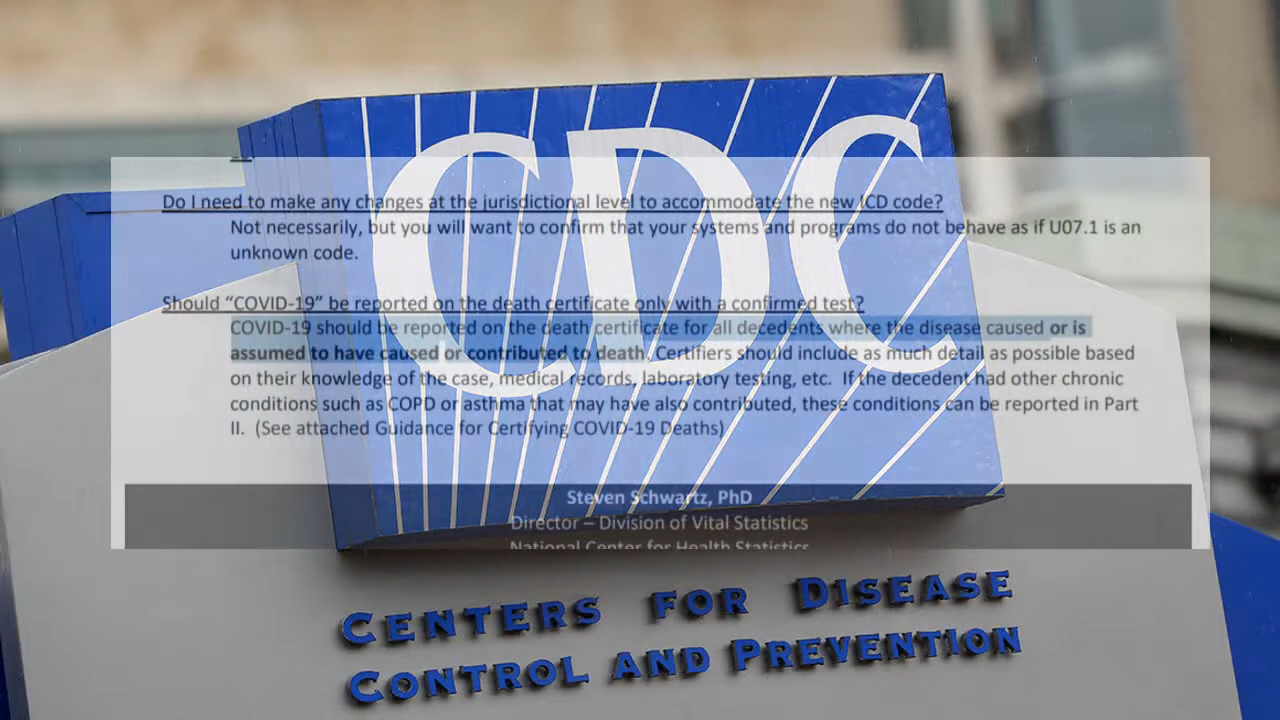 CDC
Do I need to make any changes at the jurisdictional level to accommodate the new ICD code?
Not necessarily, but you will want to confirm that your systems and programs do not behave as if U07.1 is an
unknown code.
Should “COVID-19” be reported on the death certificate only with a confirmed test?
COVID-19 should be reported on the death certificate for all decedents where the disease caused or is
assumed to have caused or contributed to death. Certifiers should include as much detail as possible based
on their knowledge of the case, medical records, laboratory testing, etc. If the decedent had other chronic
conditions such as COPD or asthma that may have also contributed, these conditions can be reported in Part
II. (See attached Guidance for Certifying COVID-19 Deaths)
Steven Schwartz, PhD
Director – Division of Vital Statistics
National Center for Health Statistics
CENTERS FOR DISEASE
CONTROL AND PREVENTION